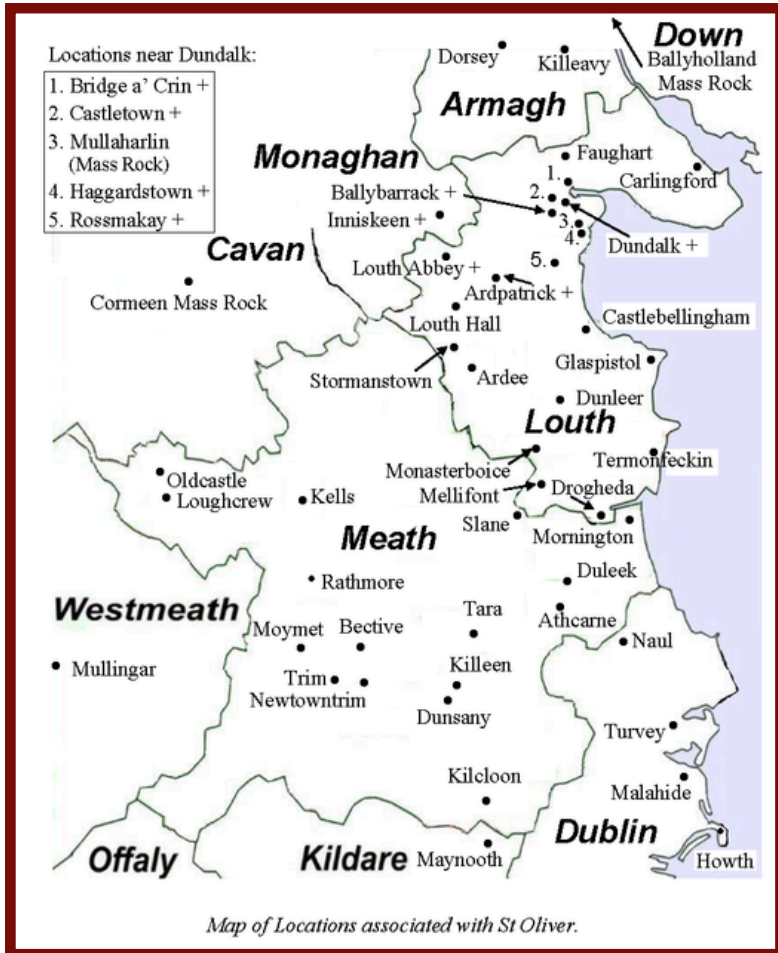 Locations near Dundalk:
1. Bridge a' Crin +
2. Castletown +
3. Mullaharlin
(Mass Rock)
4. Haggardstown +
5. Rossmakay +
Down
Ballyholland
Mass Rock
Dorsey
Killeavy
Armagh
Monaghan
Faughart
Carlingford
1.
2.
3.
4.
5.
Ballybarrack +
Inniskeen +
Dundalk +
Cavan
Louth Abbey +
Ardpatrick +
Cormeen Mass Rock
Louth Hall
Castlebellingham
Stormanstown
Ardee
Glaspistol
Dunleer
Louth
Monasterboice
Termonfeckin
Mellifont
Drogheda
Oldcastle
Loughcrew
Kells
Slane
Mornington
Meath
Rathmore
Duleek
Westmeath
Athcarne
Tara
Moymet
Bective
Naul
Mullingar
Trim
Newtowntrim
Killeen
Dunsany
Turvey
Kilcloon
Malahide
Dublin
Offaly
Kildare
Maynooth
Howth
Map of Locations associated with St Oliver.